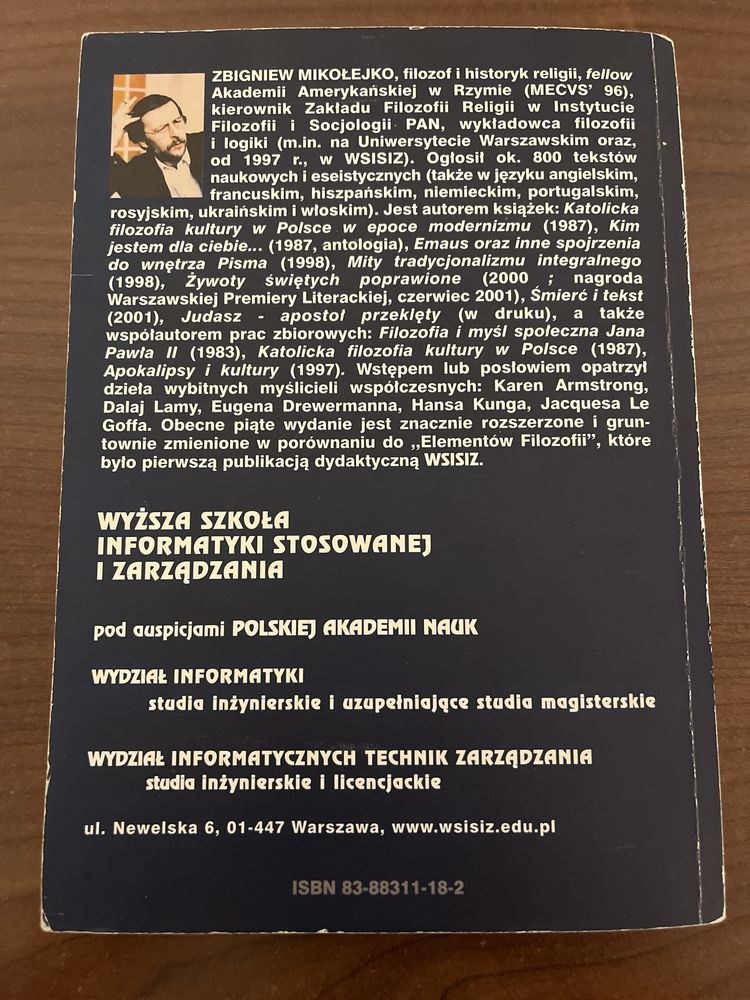 ZBIGNIEW MIKOŁEJKO, filozof i historyk religii, fellow
Akademii Amerykańskiej w Rzymie (MECVS' 96),
kierownik Zakładu Filozofii Religii w Instytucie
Filozofii i Socjologii PAN, wykładowca filozofii
i logiki (m.in. na Uniwersytecie Warszawskim oraz,
od 1997 r., w WSISIZ). Ogłosił ok. 800 tekstów
naukowych i eseistycznych (także w języku angielskim,
francuskim, hiszpańskim, niemieckim, portugalskim,
rosyjskim, ukraińskim i włoskim). Jest autorem książek: Katolicka
filozofia kultury w Polsce w epoce modernizmu (1987), Kim
jestem dla ciebie... (1987, antologia), Emaus oraz inne spojrzenia
do wnętrza Pisma (1998), Mity tradycjonalizmu integralnego
(1998), Żywoty świętych poprawione (2000 ; nagroda
Warszawskiej Premiery Literackiej, czerwiec 2001), Śmierć i tekst
(2001), Judasz - apostoł przeklęty (w druku), a także
współautorem prac zbiorowych: Filozofia i myśl społeczna Jana
Pawla II (1983), Katolicka filozofia kultury w Polsce (1987),
Apokalipsy i kultury (1997). Wstępem lub posłowiem opatrzył
dzieła wybitnych myślicieli współczesnych: Karen Armstrong,
Dalaj Lamy, Eugena Drewermanna, Hansa Kunga, Jacquesa Le
Goffa. Obecne piąte wydanie jest znacznie rozszerzone i grun-
townie zmienione w porównaniu do „Elementów Filozofii”, które
było pierwszą publikacją dydaktyczną WSISIZ.
WYŻSZA SZKOŁA
INFORMATYKI STOSOWANEJ
I ZARZĄDZANIA
pod auspicjami POLSKIEJ AKADEMII NAUK
WYDZIAŁ INFORMATYKI
studia inżynierskie i uzupełniające studia magisterskie
WYDZIAŁ INFORMATYCZNYCH TECHNIK ZARZĄDZANIA
studia inżynierskie i licencjackie
ul. Newelska 6, 01-447 Warszawa, www.wsisiz.edu.pl
ISBN 83-88311-18-2